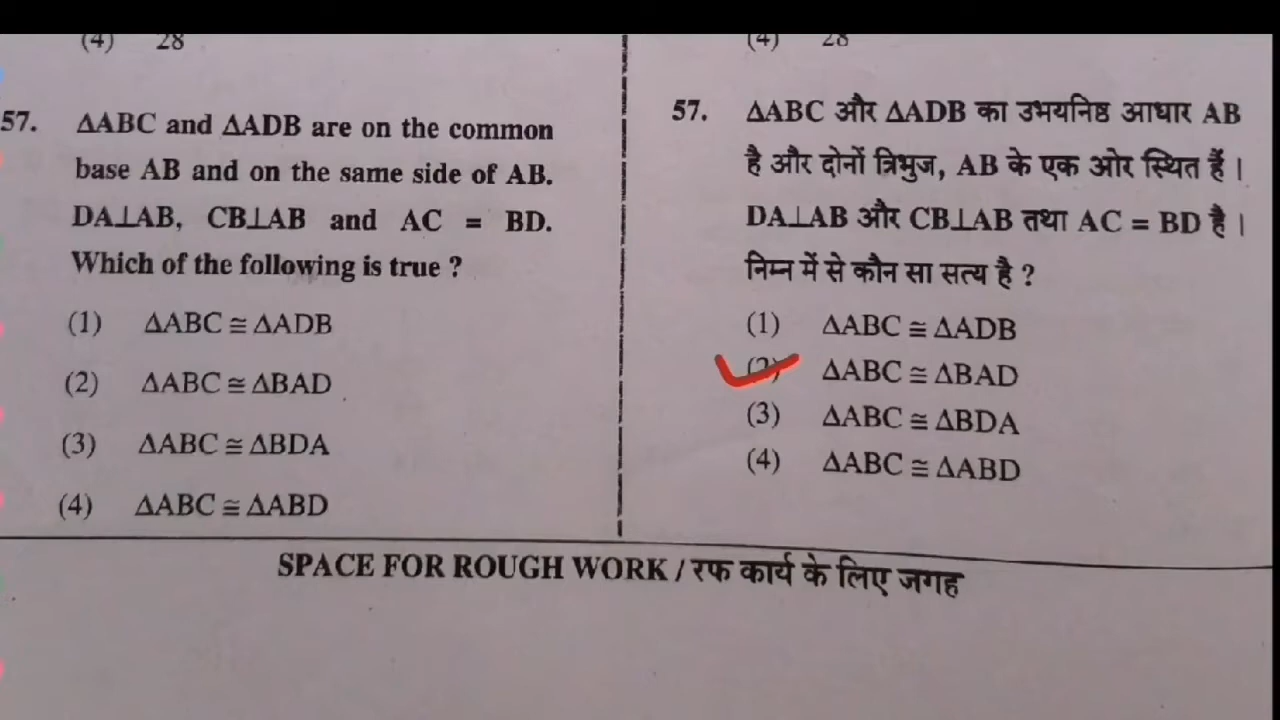 (4) 28
57. ΔABC and ΔADB are on the common
base AB and on the same side of AB.
DA⊥AB, CB⊥AB and AC = BD.
Which of the following is true ?
(1) ΔABC ≅ ΔADB
(2) ΔABC ≅ ΔBAD
(3) ΔABC ≅ ΔBDA
(4) ΔABC ≅ ΔABD
(4) 28
57. ΔABC और ΔADB का उभयनिष्ठ आधार AB
है और दोनों त्रिभुज, AB के एक ओर स्थित हैं |
DA⊥AB और CB⊥AB तथा AC = BD है |
निम्न में से कौन सा सत्य है ?
(1) ΔABC ≅ ΔADB
(2) ΔABC ≅ ΔBAD
(3) ΔABC ≅ ΔBDA
(4) ΔABC ≅ ΔABD
SPACE FOR ROUGH WORK / रफ कार्य के लिए जगह